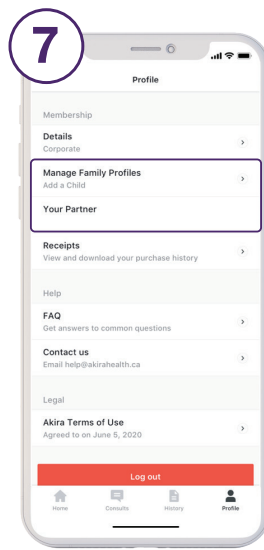 7
Profile
Membership
Details
Corporate
Manage Family Profiles
Add a Child
Your Partner
Receipts
View and download your purchase history
Help
FAQ
Get answers to common questions
Contact us
Email help@akirahealth.ca
Legal
Akira Terms of Use
Agreed to on June 5, 2020
Log out
Home Consults History Profile